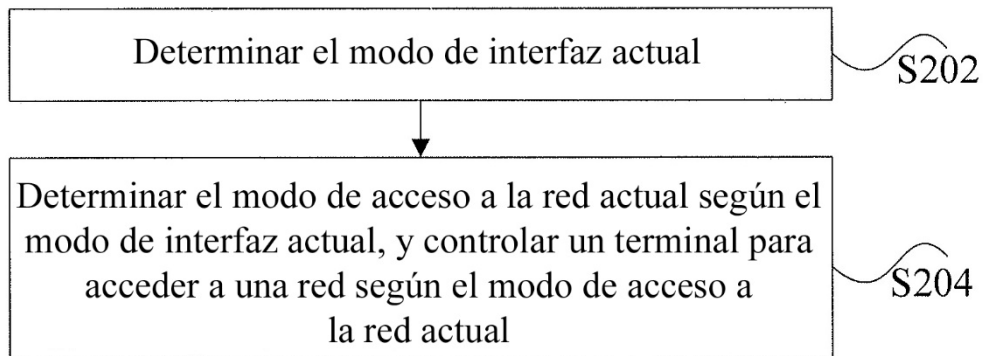 Determinar el modo de interfaz actual
S202
Determinar el modo de acceso a la red actual según el
modo de interfaz actual, y controlar un terminal para
acceder a una red según el modo de acceso a
la red actual
S204